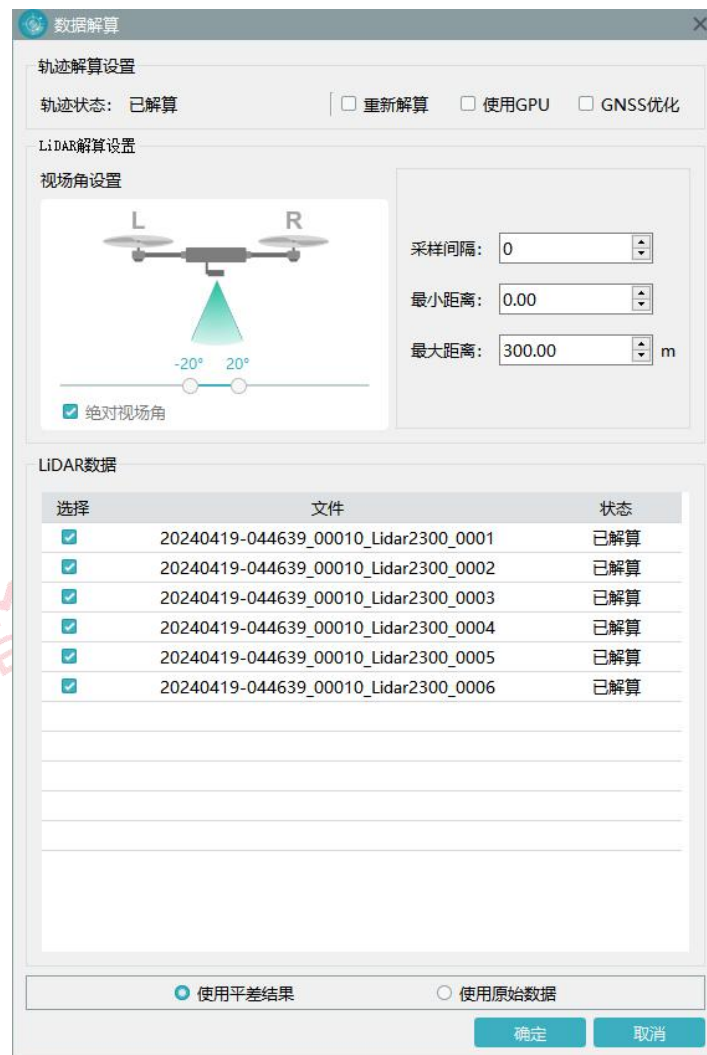 数据解算
轨迹解算设置
轨迹状态： 已解算 重新解算 使用GPU GNSS优化
LiDAR解算设置
视场角设置
L R
采样间隔： 0
最小距离： 0.00
最大距离： 300.00 m
-20° 20°
绝对视场角
LiDAR数据
选择 文件 状态
20240419-044639_00010_Lidar2300_0001 已解算
20240419-044639_00010_Lidar2300_0002 已解算
20240419-044639_00010_Lidar2300_0003 已解算
20240419-044639_00010_Lidar2300_0004 已解算
20240419-044639_00010_Lidar2300_0005 已解算
20240419-044639_00010_Lidar2300_0006 已解算
使用平差结果 使用原始数据
确定 取消